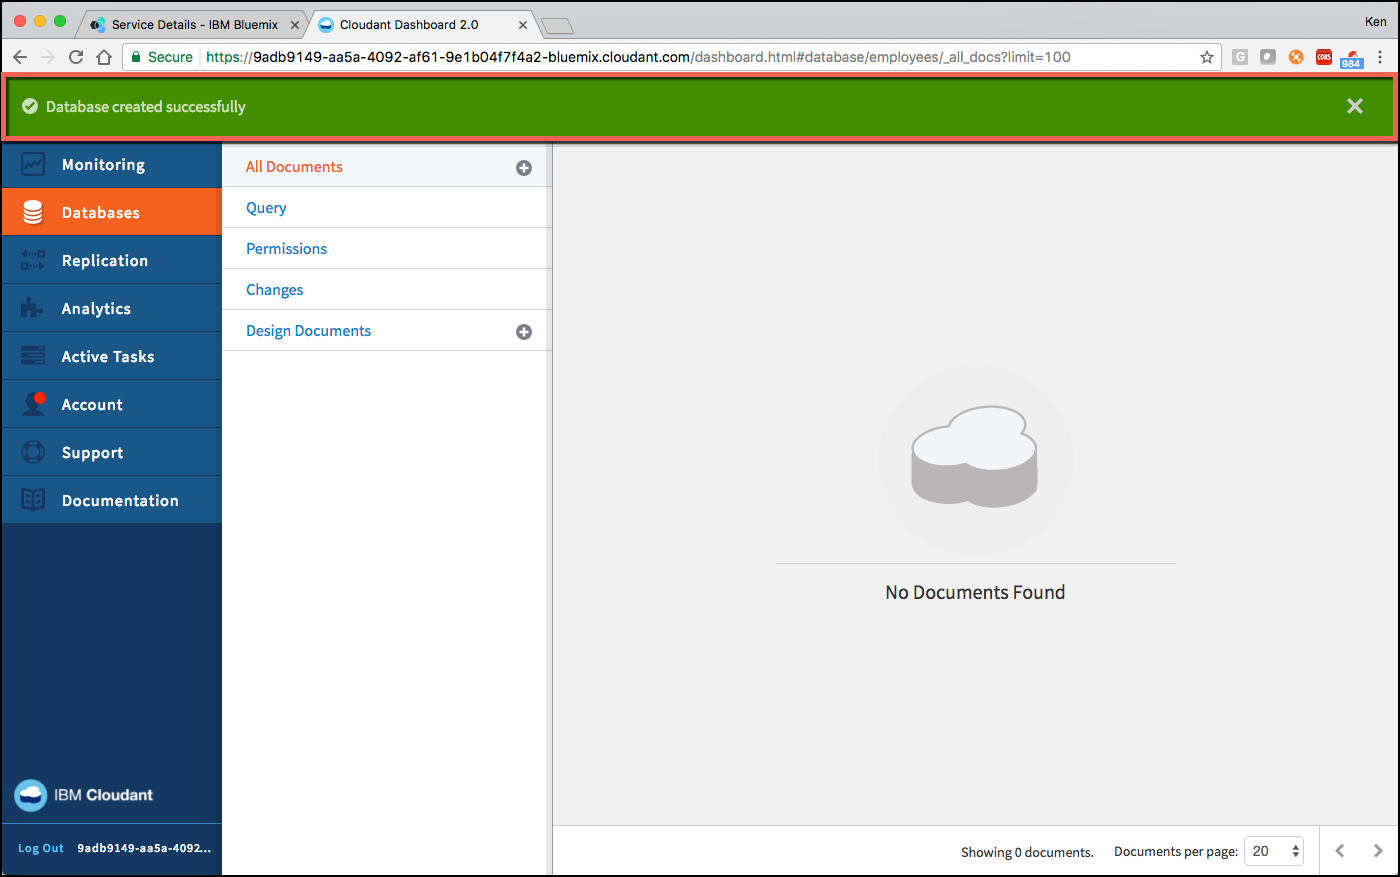 Service Details - IBM Bluemix
Cloudant Dashboard 2.0
Ken
Secure
https://9adb9149-aa5a-4092-af61-9e1b04f7f4a2-bluemix.cloudant.com/dashboard.html#database/employees/_all_docs?limit=100
G
CORS
984
Database created successfully
Monitoring
Databases
Replication
Analytics
Active Tasks
Account
Support
Documentation
All Documents
Query
Permissions
Changes
Design Documents
No Documents Found
IBM Cloudant
Log Out 9adb9149-aa5a-4092...
Showing 0 documents. Documents per page: 20